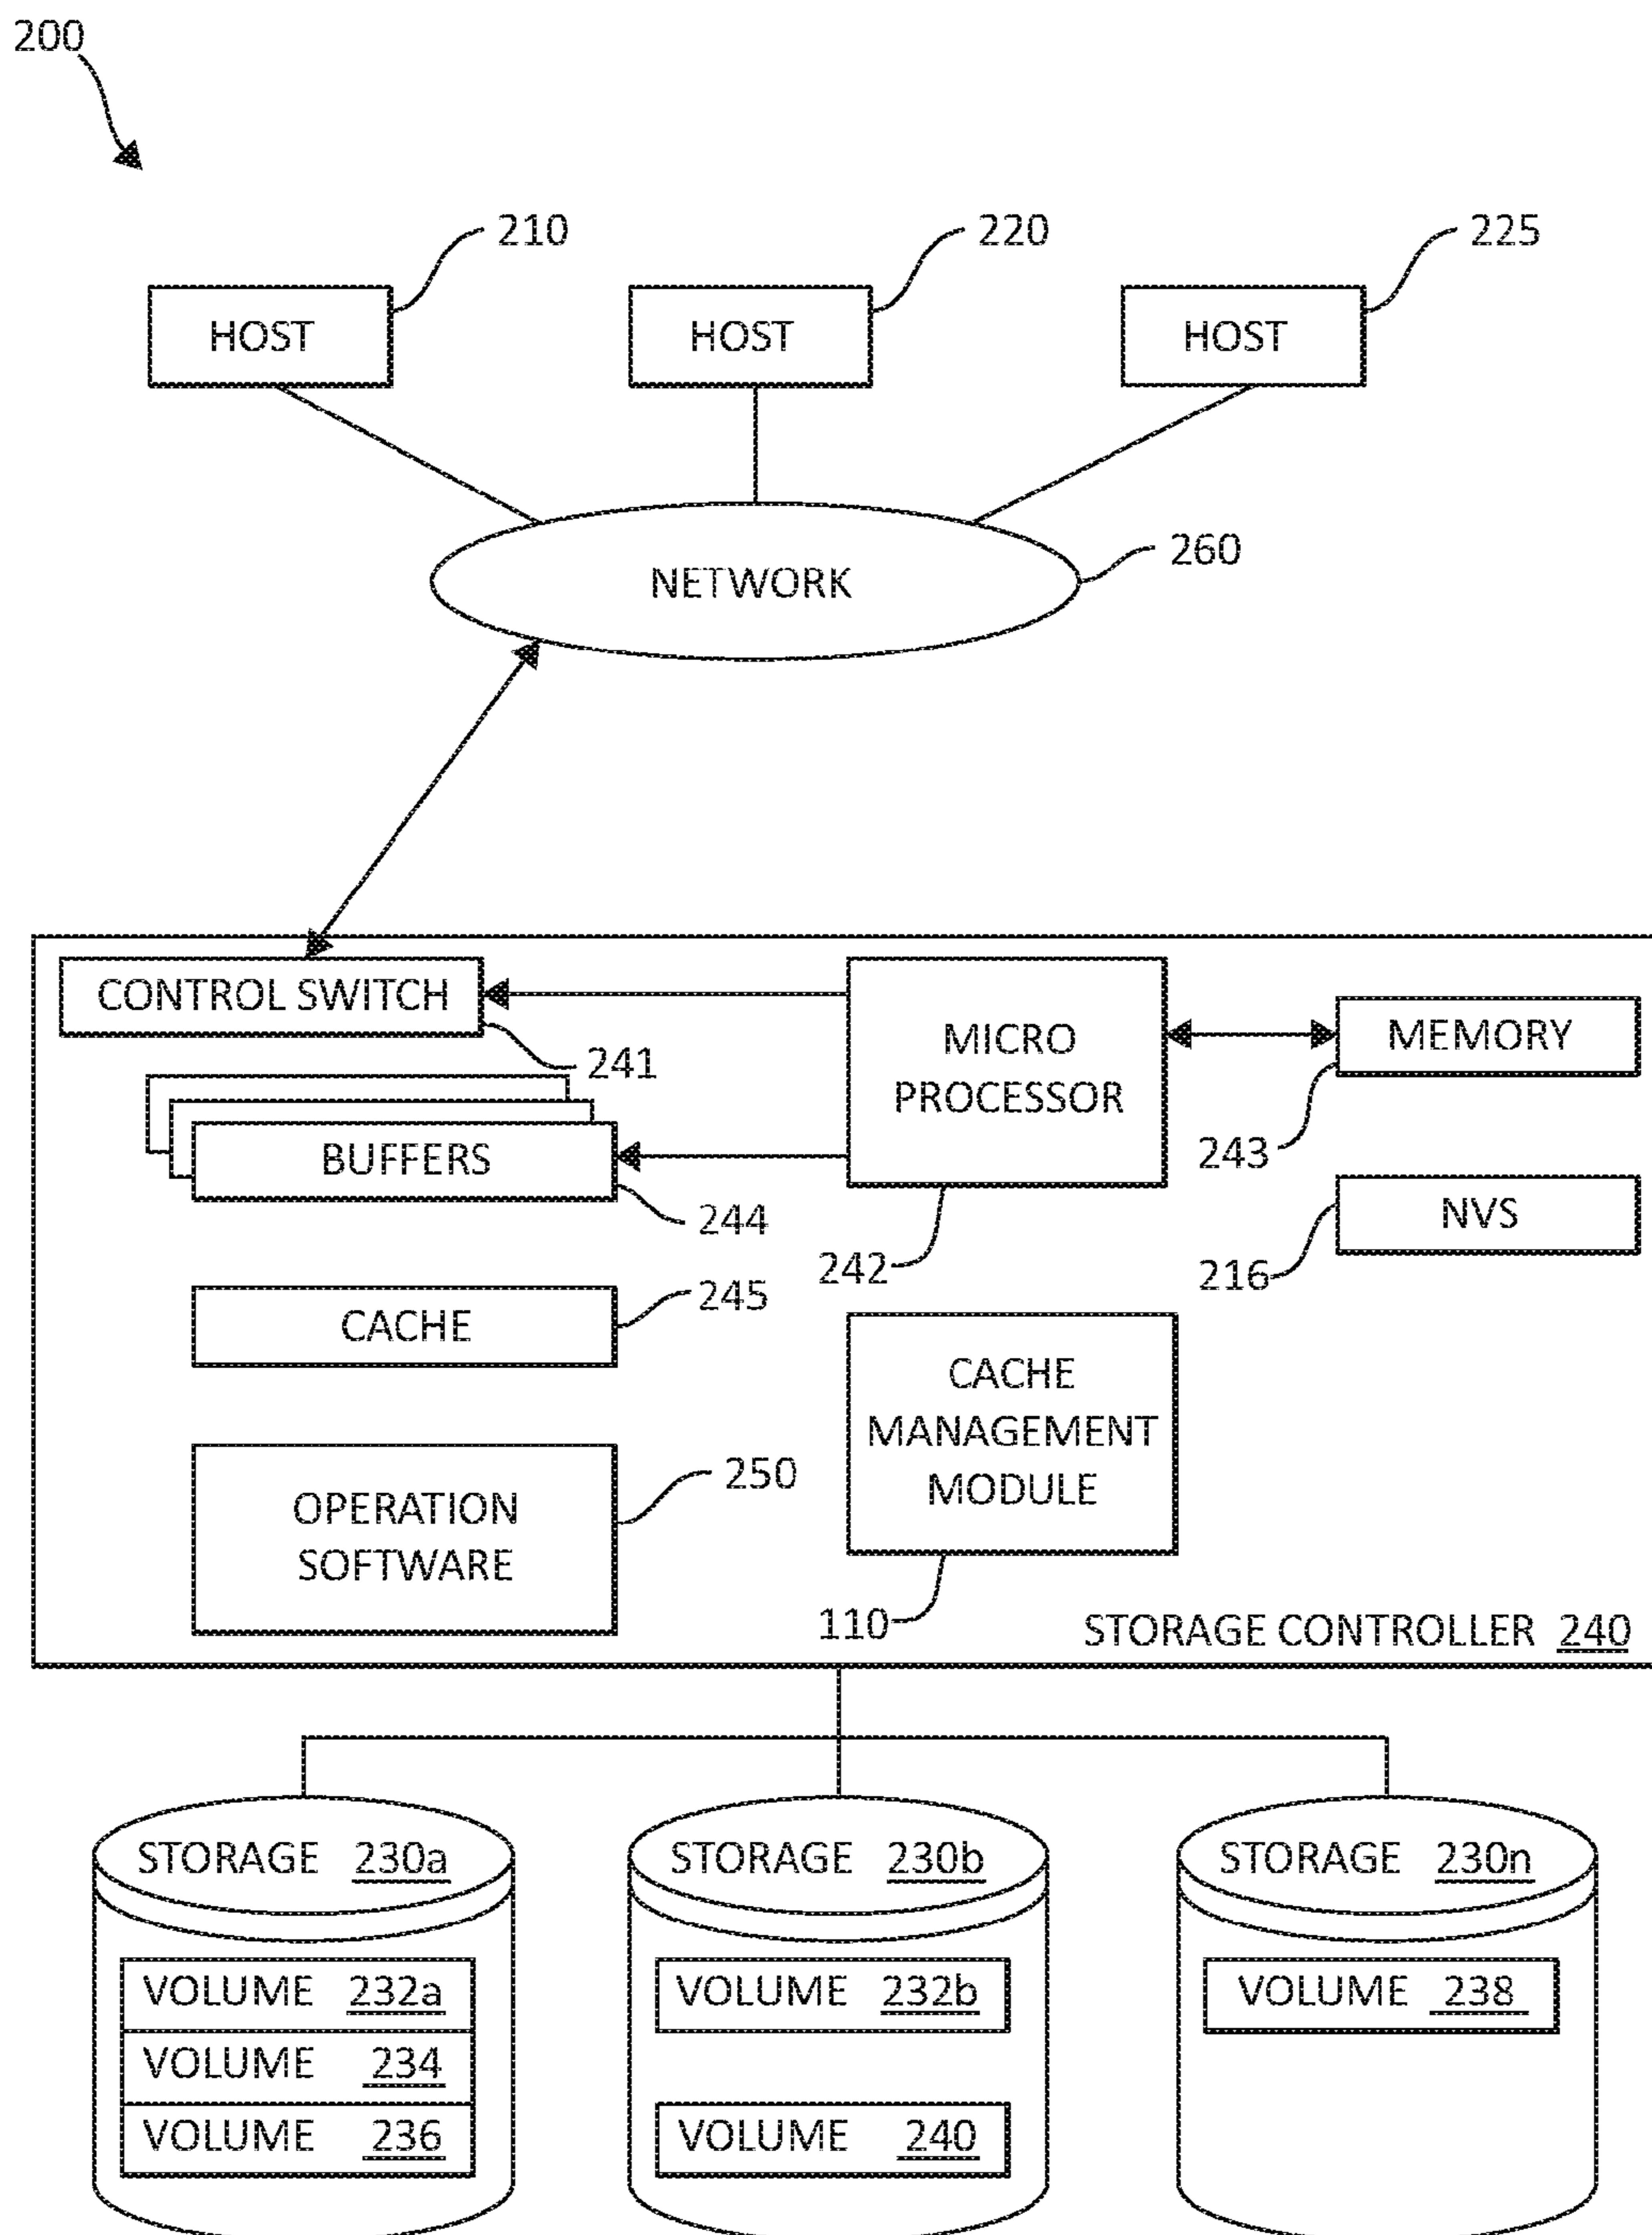 200
210
220
225
HOST
HOST
HOST
260
NETWORK
CONTROL SWITCH
241
MICRO
PROCESSOR
242
MEMORY
243
BUFFERS
244
NVS
216
CACHE
245
CACHE
MANAGEMENT
MODULE
110
OPERATION
SOFTWARE
250
STORAGE CONTROLLER 240
STORAGE 230a
STORAGE 230b
STORAGE 230n
VOLUME 232a
VOLUME 234
VOLUME 236
VOLUME 232b
VOLUME 240
VOLUME 238